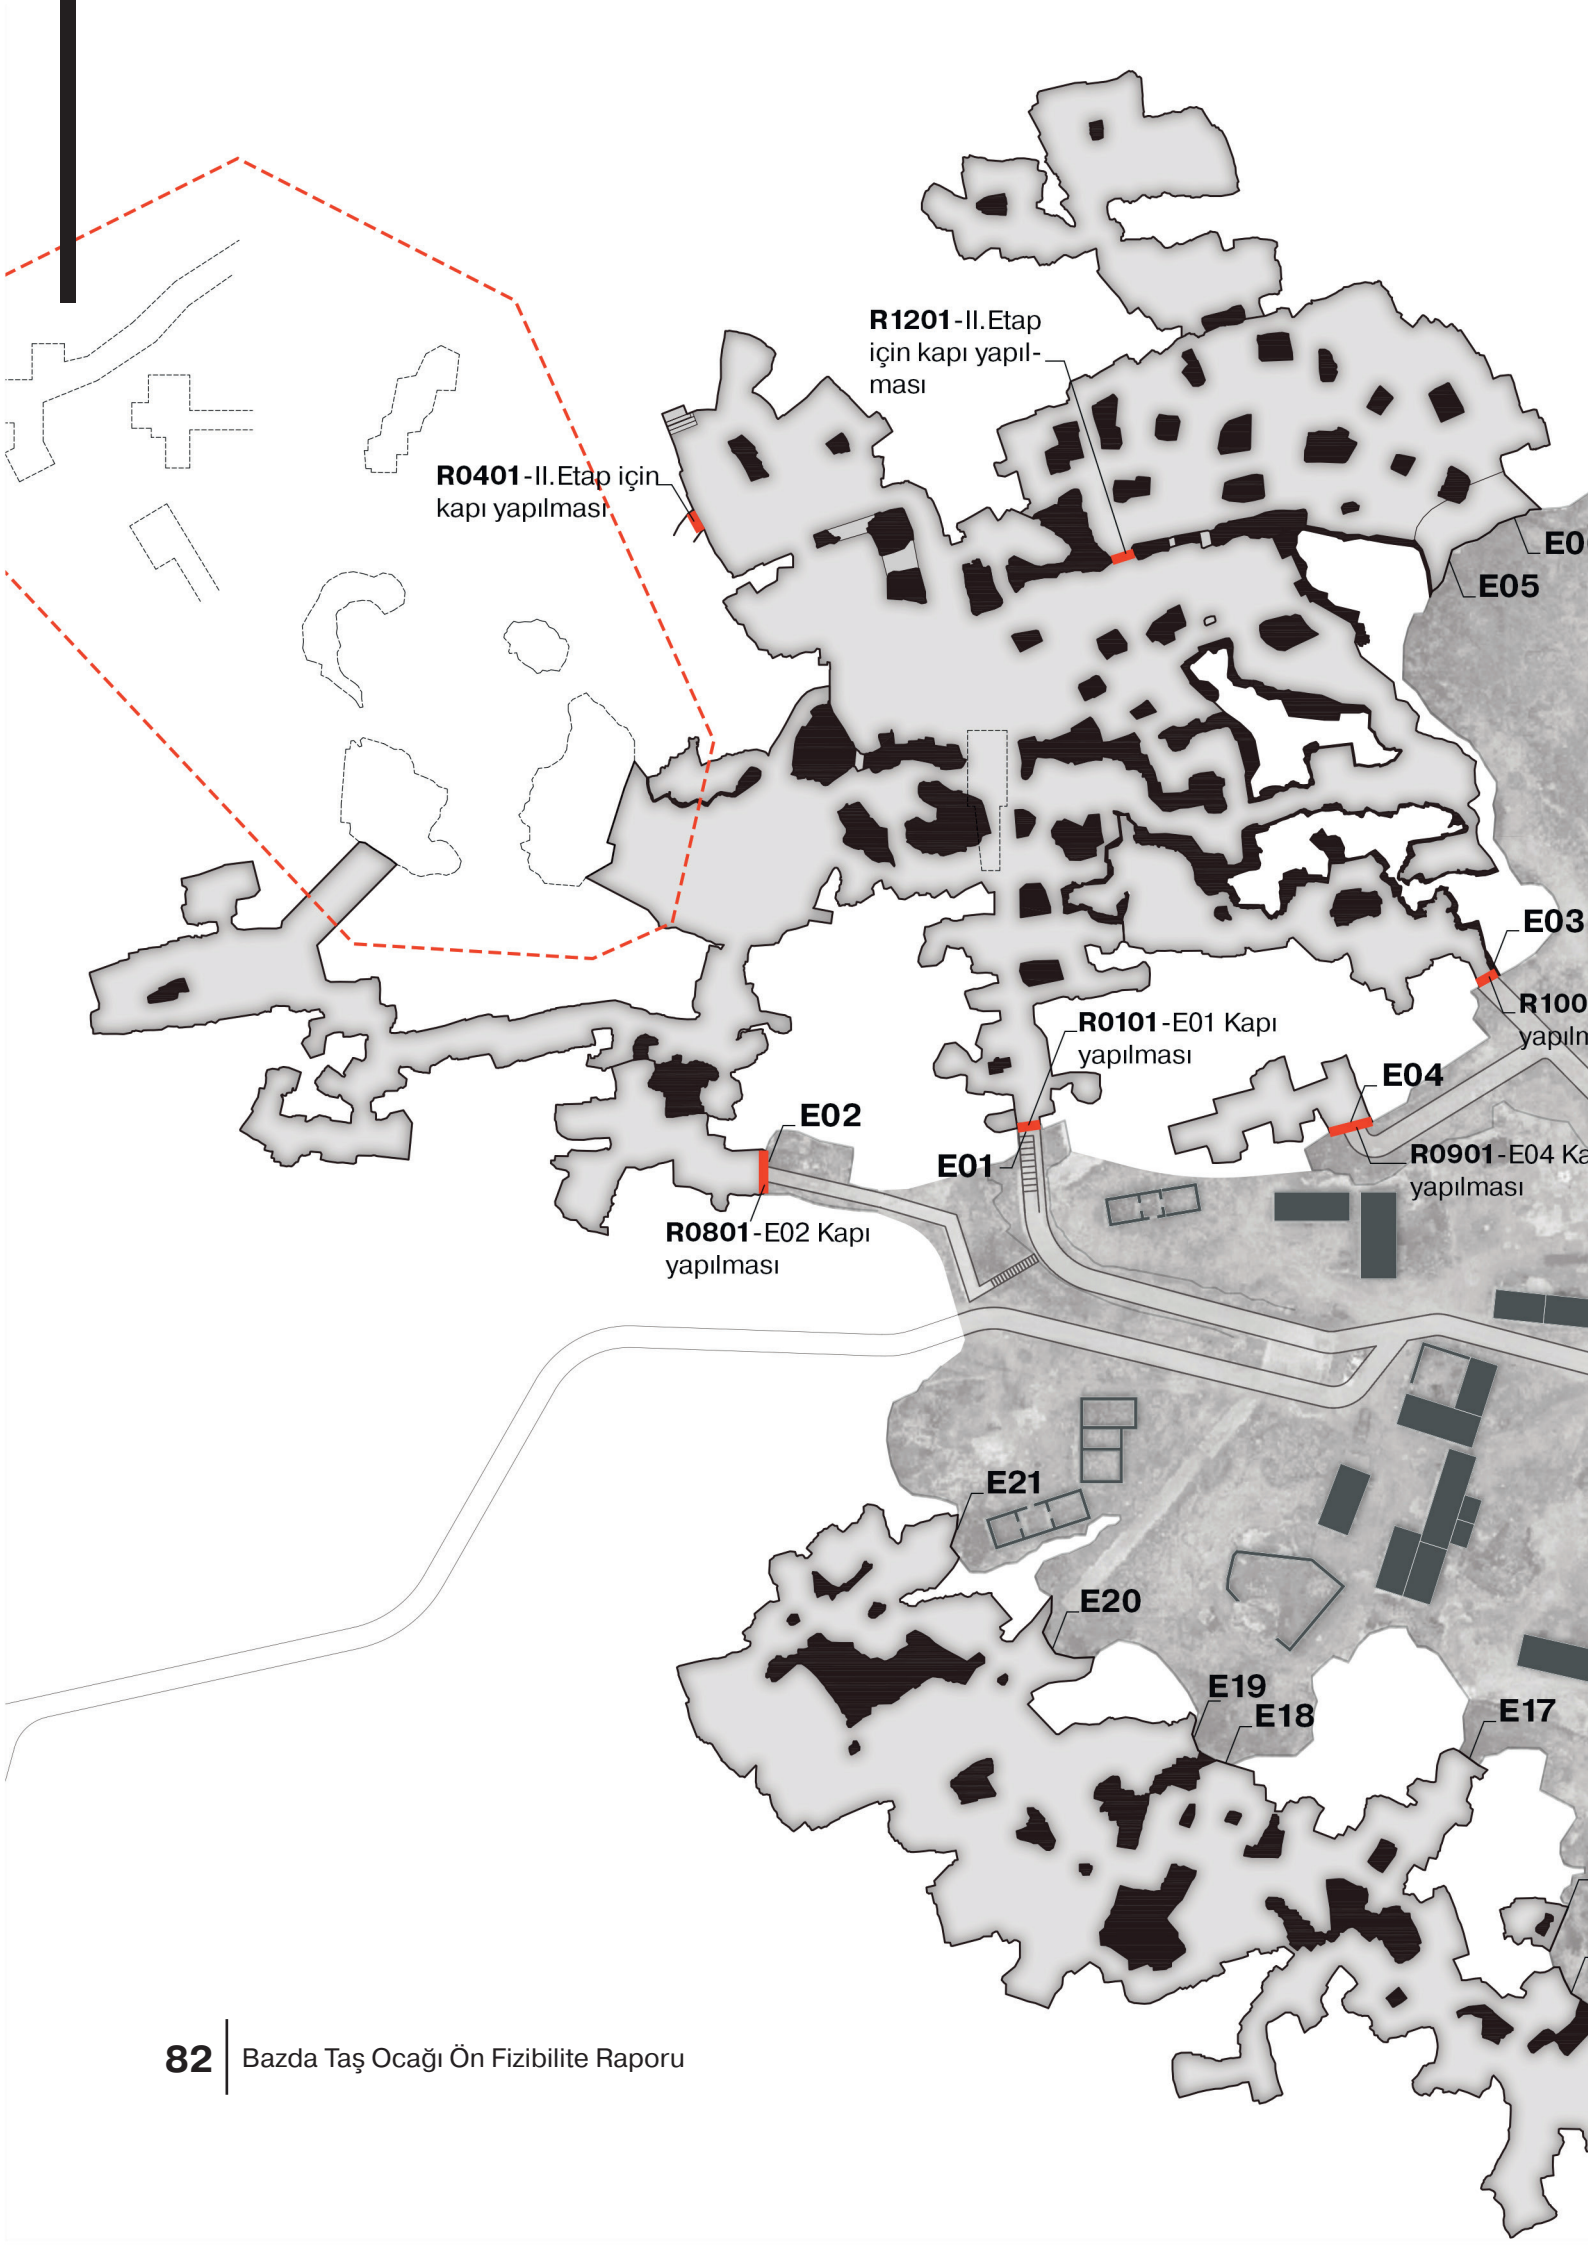 R1201-II.Etap
için kapı yapıl-
ması
R0401-II.Etap için
kapı yapılması
E05
E03
R0101-E01 Kapı
yapılması
E04
E02
E01
R0901-E04
yapılması
R0801-E02 Kapı
yapılması
E21
E20
E19
E18
E17
82
Bazda Taş Ocağı Ön Fizibilite Raporu